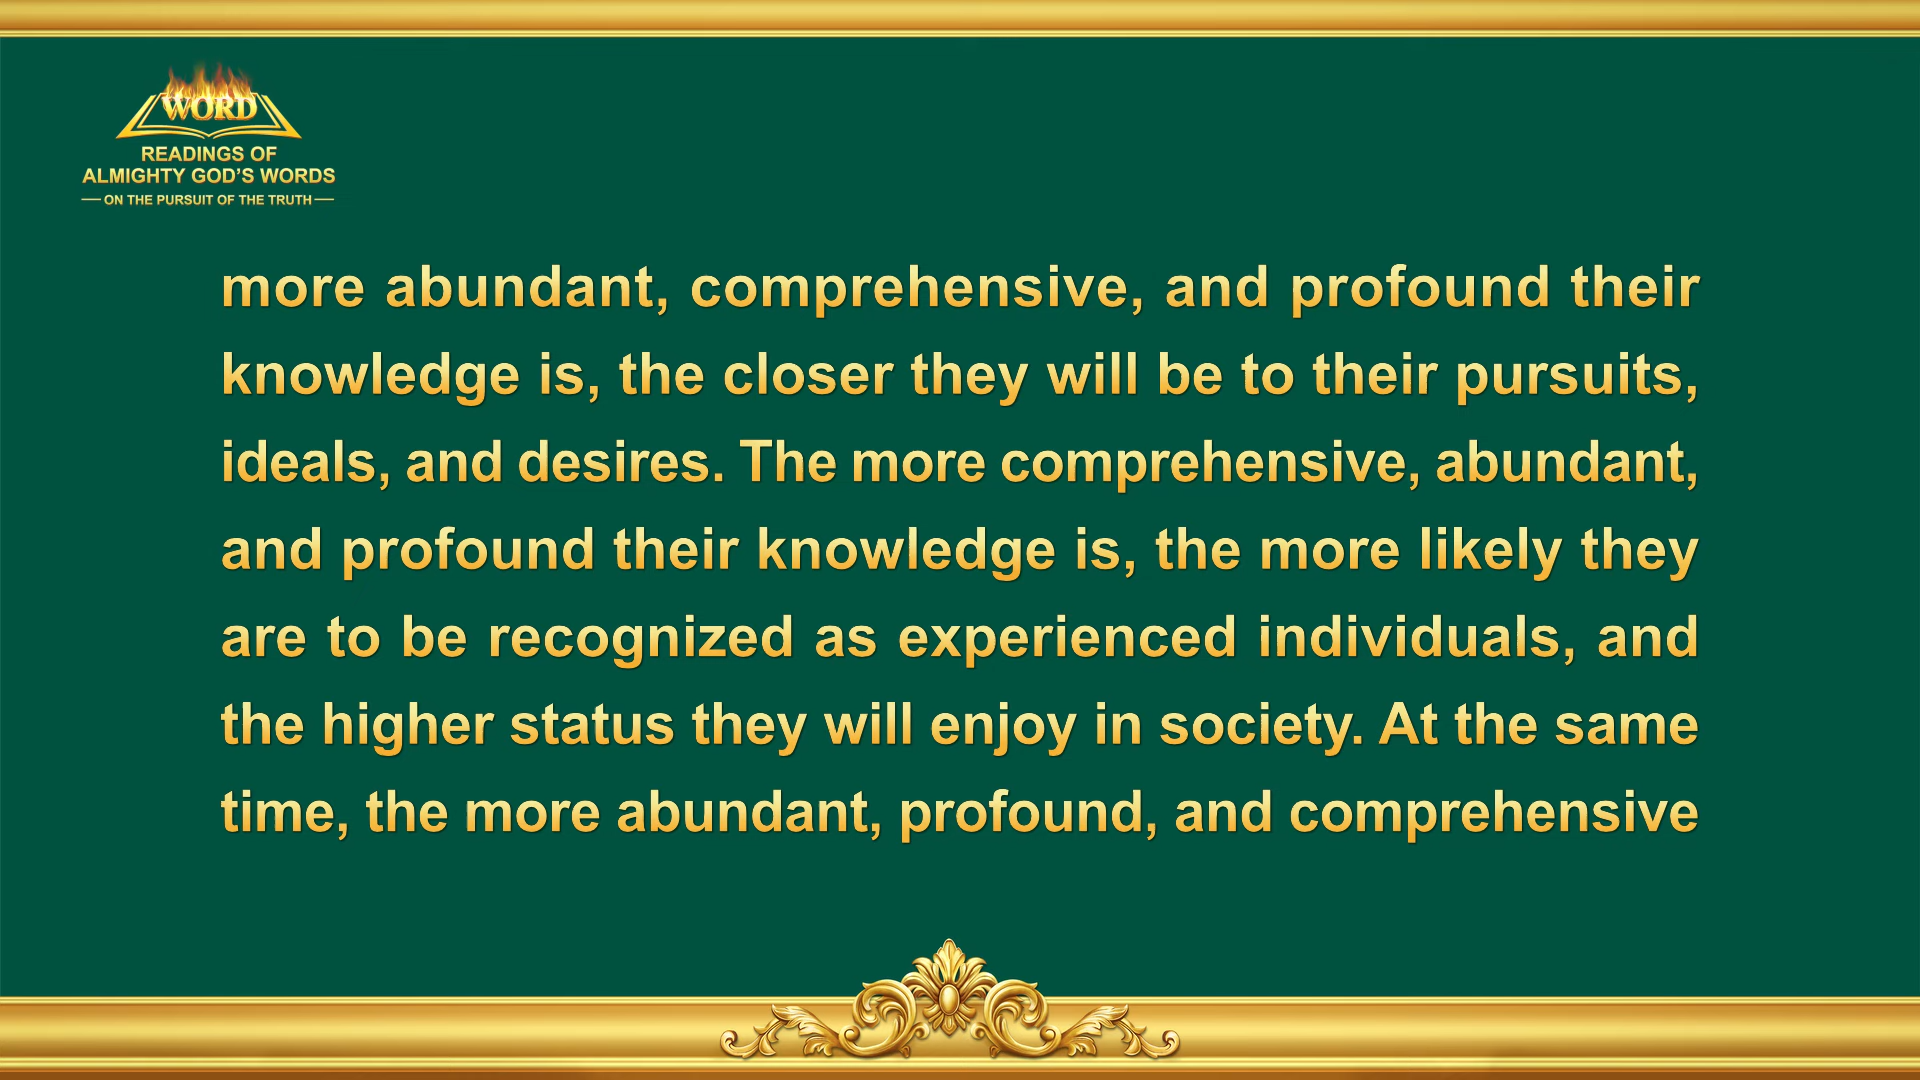 WORD
READINGS OF
ALMIGHTY GOD'S WORDS
ON THE PURSUIT OF THE TRUTH
more abundant, comprehensive, and profound their
knowledge is, the closer they will be to their pursuits,
ideals, and desires. The more comprehensive, abundant,
and profound their knowledge is, the more likely they
are to be recognized as experienced individuals, and
the higher status they will enjoy in society. At the same
time, the more abundant, profound, and comprehensive